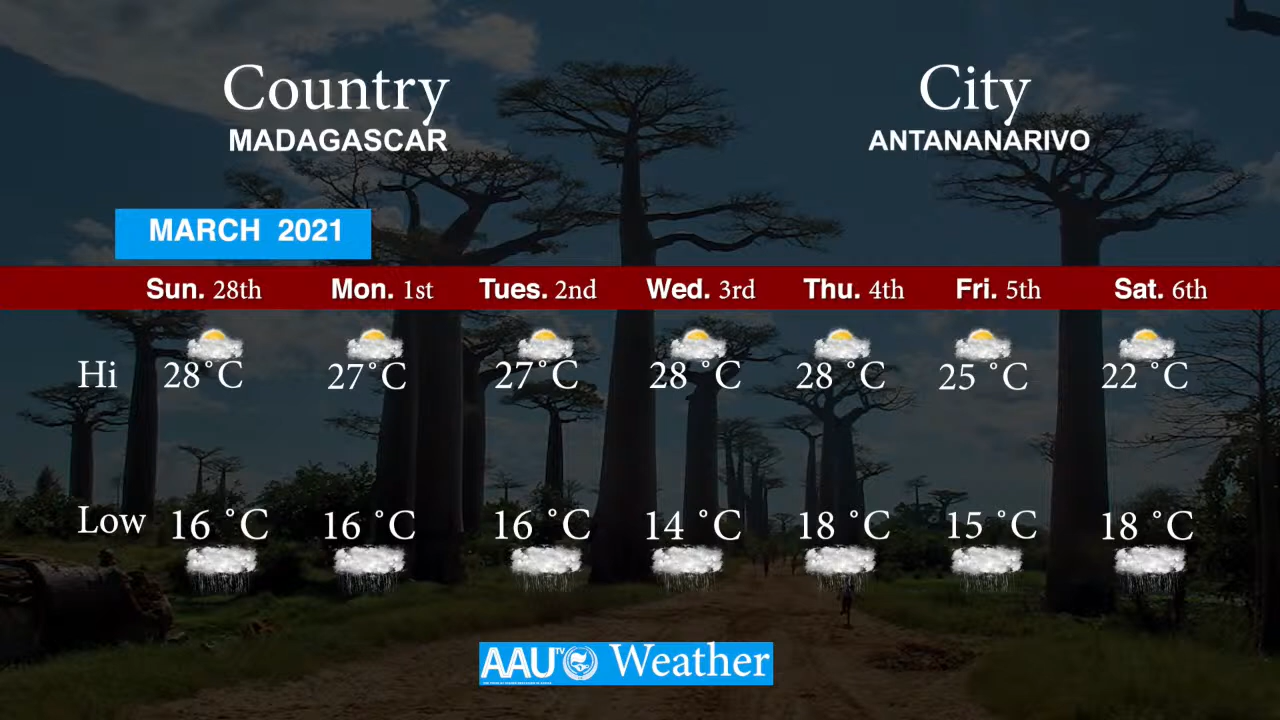 Country
MADAGASCAR
City
ANTANANARIVO
MARCH 2021
Sun. 28th Mon. 1st Tues. 2nd Wed. 3rd Thu. 4th Fri. 5th Sat. 6th
Hi 28°C 27°C 27°C 28°C 28°C 25°C 22°C
Low 16 °C 16 °C 16 °C 14 °C 18 °C 15 °C 18 °C
AAU TV Weather